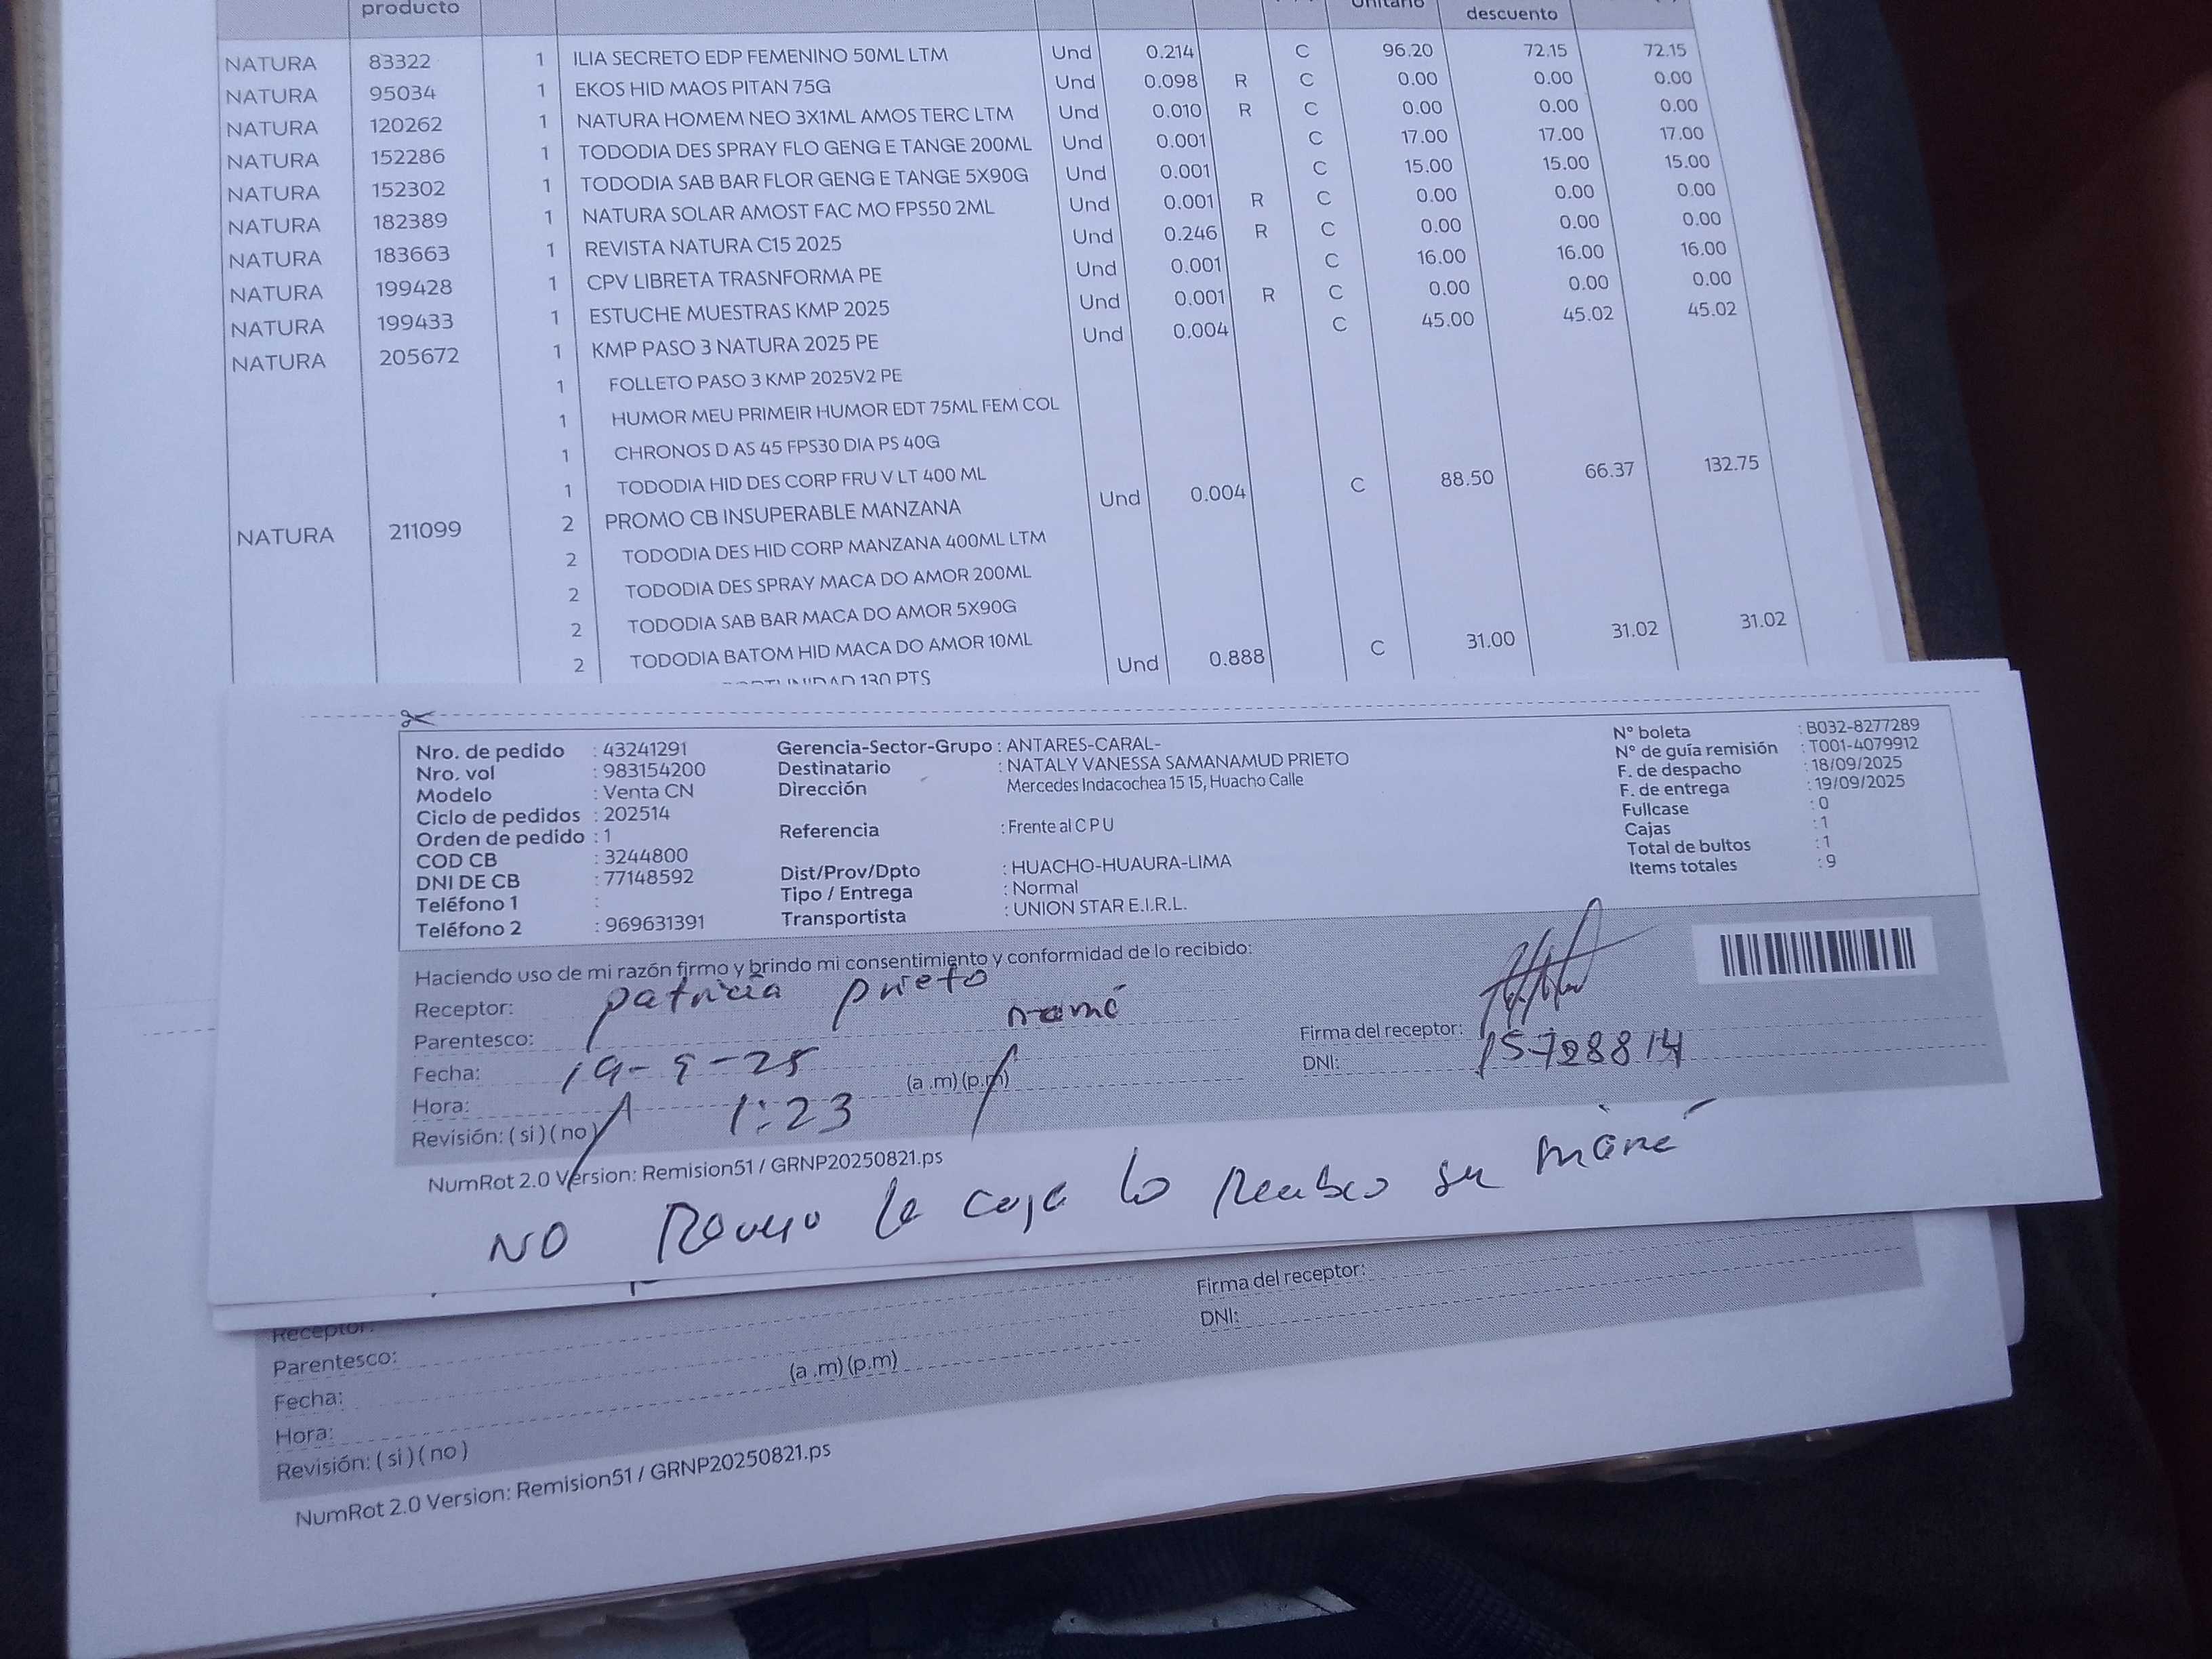 producto Unitario descuento
NATURA 83322 1 ILIA SECRETO EDP FEMENINO 50ML LTM Und 0.214 C 96.20 72.15 72.15
NATURA 95034 1 EKOS HID MAOS PITAN 75G Und 0.098 R C 0.00 0.00 0.00
NATURA 120262 1 NATURA HOMEM NEO 3X1ML AMOS TERC LTM Und 0.010 R C 0.00 0.00 0.00
NATURA 152286 1 TODODIA DES SPRAY FLO GENG E TANGE 200ML Und 0.001 C 17.00 17.00 17.00
NATURA 152302 1 TODODIA SAB BAR FLOR GENG E TANGE 5X90G Und 0.001 C 15.00 15.00 15.00
NATURA 182389 1 NATURA SOLAR AMOST FAC MO FPS50 2ML Und 0.001 R C 0.00 0.00 0.00
NATURA 183663 1 REVISTA NATURA C15 2025 Und 0.246 R C 0.00 0.00 0.00
NATURA 199428 1 CPV LIBRETA TRASNFORMA PE Und 0.001 C 16.00 16.00 16.00
NATURA 199433 1 ESTUCHE MUESTRAS KMP 2025 Und 0.001 R C 0.00 0.00 0.00
NATURA 205672 1 KMP PASO 3 NATURA 2025 PE Und 0.004 C 45.00 45.02 45.02
1 FOLLETO PASO 3 KMP 2025V2 PE
1 HUMOR MEU PRIMEIR HUMOR EDT 75ML FEM COL
1 CHRONOS D AS 45 FPS30 DIA PS 40G
1 TODODIA HID DES CORP FRU V LT 400 ML
NATURA 211099 2 PROMO CB INSUPERABLE MANZANA Und 0.004 C 88.50 66.37 132.75
2 TODODIA DES HID CORP MANZANA 400ML LTM
2 TODODIA DES SPRAY MACA DO AMOR 200ML
2 TODODIA SAB BAR MACA DO AMOR 5X90G
2 TODODIA BATOM HID MACA DO AMOR 10ML
130 PTS Und 0.888 C 31.00 31.02 31.02
Nro. de pedido : 43241291 Gerencia-Sector-Grupo : ANTARES-CARAL- N° boleta : B032-8277289
Nro. vol : 983154200 Destinatario : NATALY VANESSA SAMANAMUD PRIETO N° de guía remisión : T001-4079912
Modelo : Venta CN Dirección Mercedes Indacochea 15 15, Huacho Calle F. de despacho : 18/09/2025
Ciclo de pedidos : 202514 F. de entrega : 19/09/2025
Orden de pedido : 1 Referencia : Frente al C P U Fullcase : 0
COD CB : 3244800 Cajas : 1
DNI DE CB : 77148592 Dist/Prov/Dpto : HUACHO-HUAURA-LIMA Total de bultos : 1
Teléfono 1 : Tipo / Entrega : Normal Items totales : 9
Teléfono 2 : 969631391 Transportista : UNION STAR E.I.R.L.
Haciendo uso de mi razón firmo y brindo mi consentimiento y conformidad de lo recibido:
Receptor: patricia prieto
Parentesco: mamá Firma del receptor:
Fecha: 19-9-25 DNI: 15728814
Hora: 1:23 (a .m) (p.m)
Revisión: ( si ) ( no )
NumRot 2.0 Version: Remision51 / GRNP20250821.ps
NO Reviso la caja lo Recibio su mamá
Receptor: Firma del receptor:
Parentesco: DNI:
Fecha: (a .m) (p.m)
Hora:
Revisión: ( si ) ( no )
NumRot 2.0 Version: Remision51 / GRNP20250821.ps